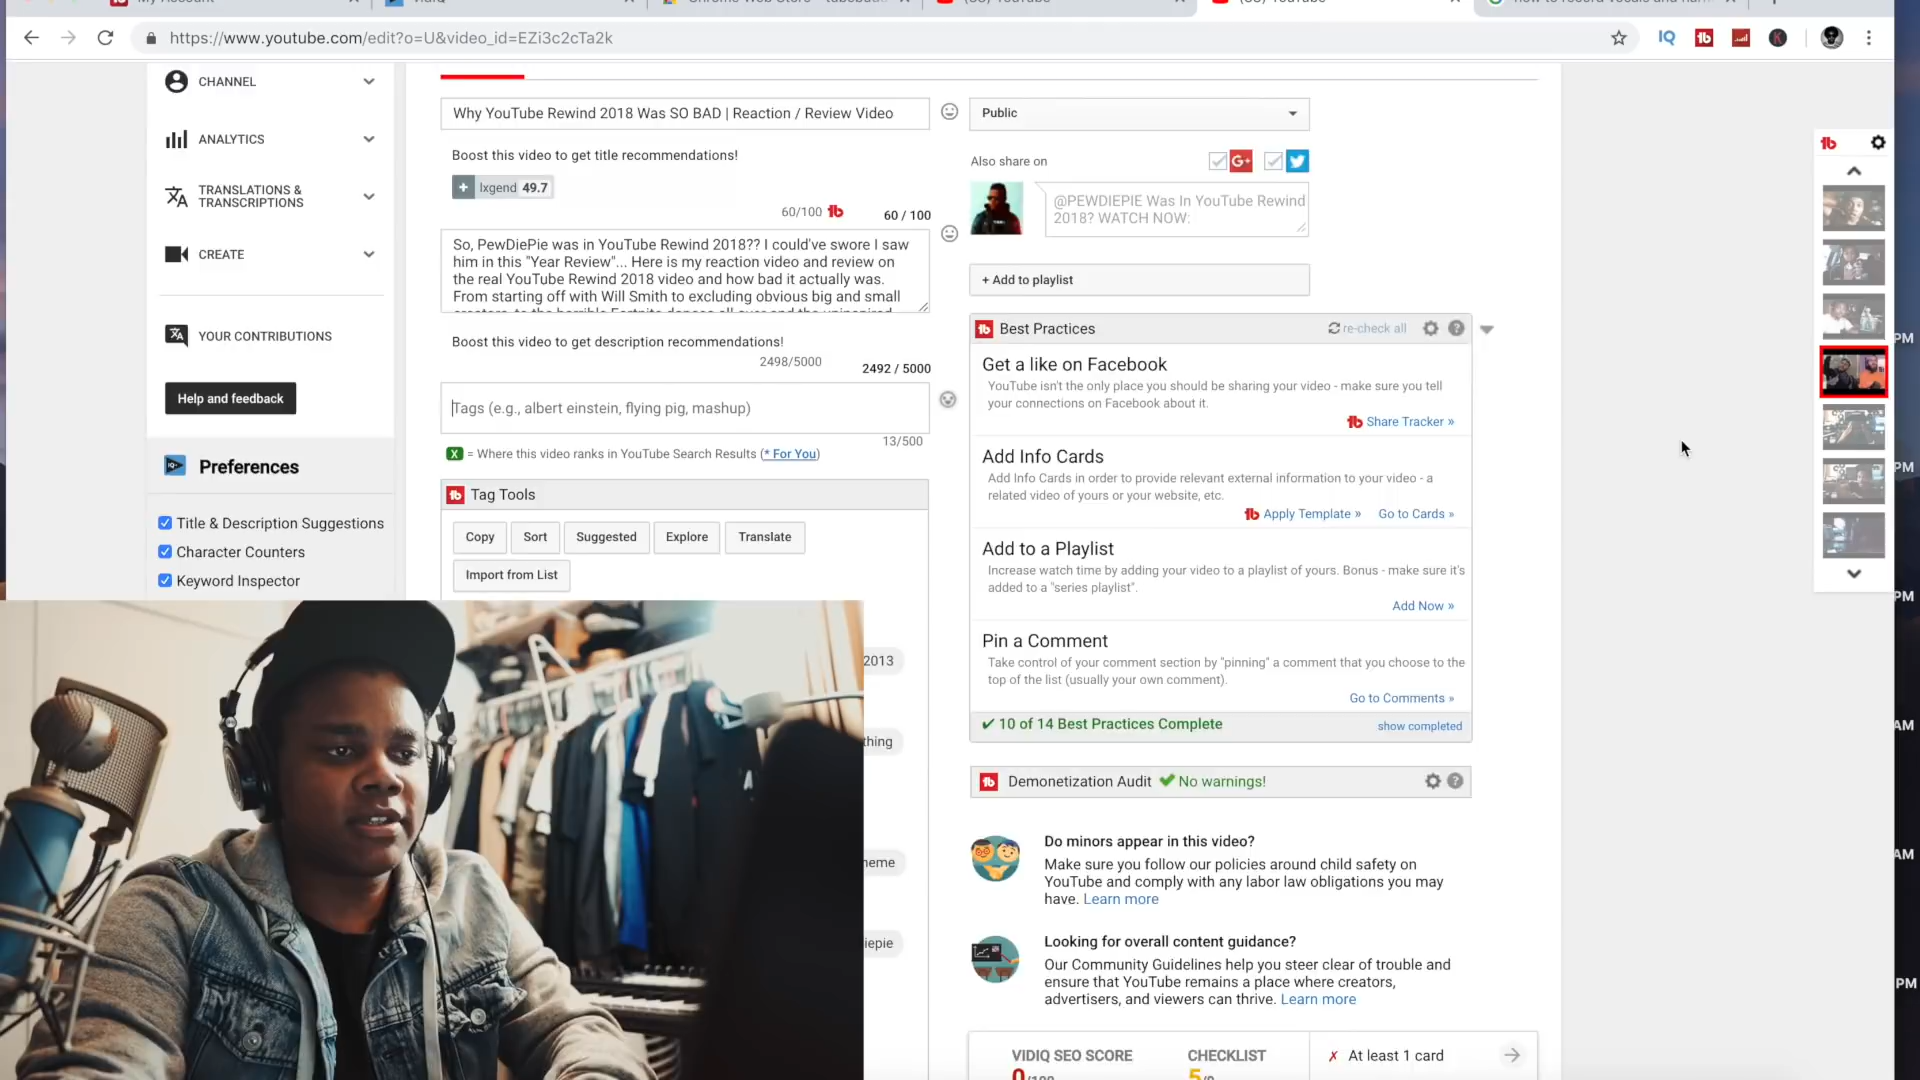 https://www.youtube.com/edit?o=U&video_id=EZi3c2cTa2k
IQ
CHANNEL
ANALYTICS
TRANSLATIONS &
TRANSCRIPTIONS
CREATE
YOUR CONTRIBUTIONS
Help and feedback
Preferences
Title & Description Suggestions
Character Counters
Keyword Inspector
Why YouTube Rewind 2018 Was SO BAD | Reaction / Review Video
Boost this video to get title recommendations!
+ lxgend 49.7
60/100 60 / 100
So, PewDiePie was in YouTube Rewind 2018?? I could've swore I saw
him in this "Year Review"... Here is my reaction video and review on
the real YouTube Rewind 2018 video and how bad it actually was.
From starting off with Will Smith to excluding obvious big and small
Boost this video to get description recommendations!
2498/5000 2492 / 5000
Tags (e.g., albert einstein, flying pig, mashup)
13/500
X = Where this video ranks in YouTube Search Results (* For You)
Tag Tools
Copy Sort Suggested Explore Translate
Import from List
2013
thing
neme
diepie
Public
Also share on
G+
@PEWDIEPIE Was In YouTube Rewind
2018? WATCH NOW:
+ Add to playlist
Best Practices re-check all
Get a like on Facebook
YouTube isn't the only place you should be sharing your video - make sure you tell
your connections on Facebook about it.
Share Tracker »
Add Info Cards
Add Info Cards in order to provide relevant external information to your video - a
related video of yours or your website, etc.
Apply Template » Go to Cards »
Add to a Playlist
Increase watch time by adding your video to a playlist of yours. Bonus - make sure it's
added to a "series playlist".
Add Now »
Pin a Comment
Take control of your comment section by "pinning" a comment that you choose to the
top of the list (usually your own comment).
Go to Comments »
✔ 10 of 14 Best Practices Complete show completed
Demonetization Audit ✔ No warnings!
Do minors appear in this video?
Make sure you follow our policies around child safety on
YouTube and comply with any labor law obligations you may
have. Learn more
Looking for overall content guidance?
Our Community Guidelines help you steer clear of trouble and
ensure that YouTube remains a place where creators,
advertisers, and viewers can thrive. Learn more
VIDIQ SEO SCORE CHECKLIST ✗ At least 1 card
PM
PM
PM
AM
AM
PM